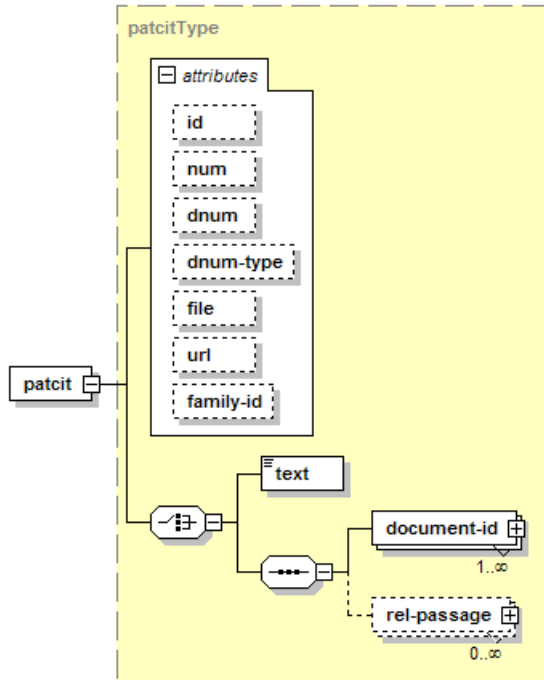 patcitType
attributes
id
num
dnum
dnum-type
file
url
family-id
patcit
text
document-id
1..∞
rel-passage
0..∞